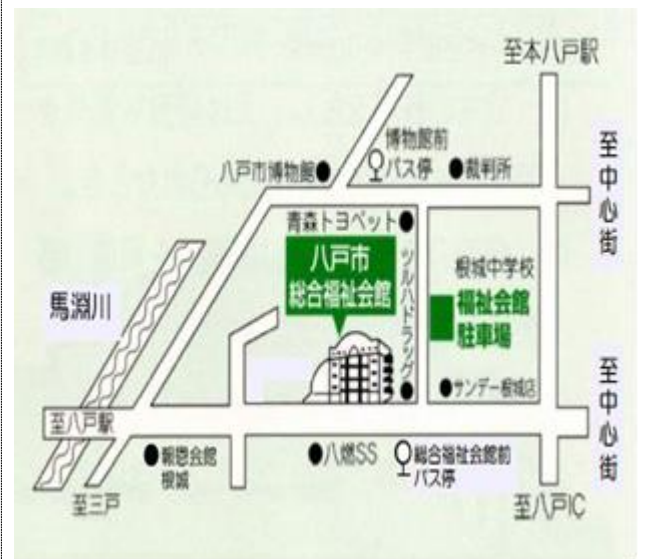 至本八戸駅
博物館前
バス停
八戸市博物館
裁判所
至中心街
青森トヨペット
八戸市
総合福祉会館
ツルハドラッグ
根城中学校
福祉会館
駐車場
馬淵川
サンデー根城店
至中心街
至八戸駅
報恩会館
根城
八燃SS
総合福祉会館前
バス停
至三戸
至八戸IC